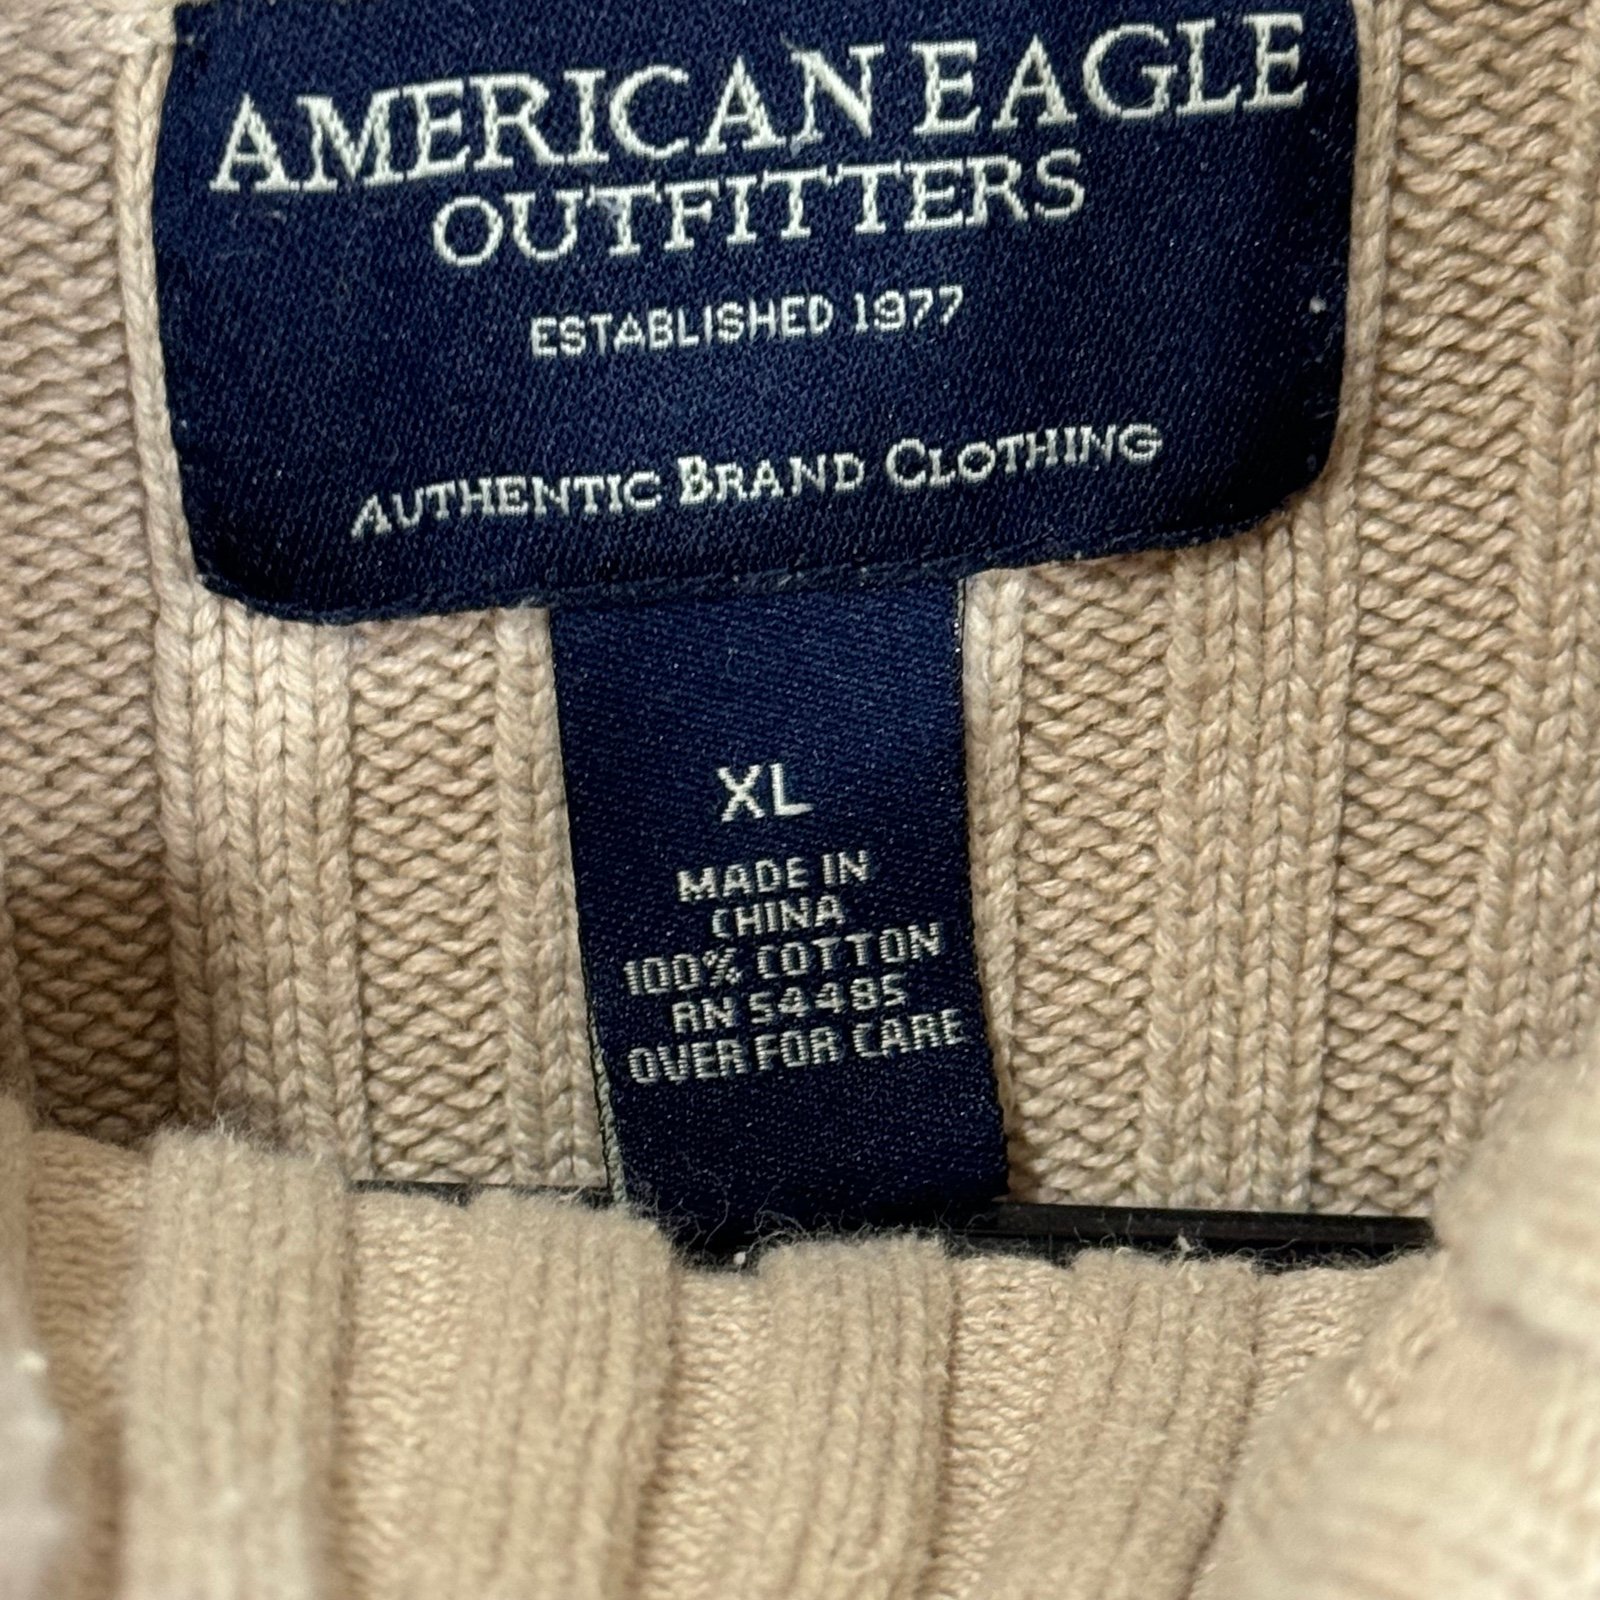 AMERICAN EAGLE
OUTFITTERS
ESTABLISHED 1977
AUTHENTIC BRAND CLOTHING
XL
MADE IN
CHINA
100% COTTON
RN 54485
OVER FOR CARE